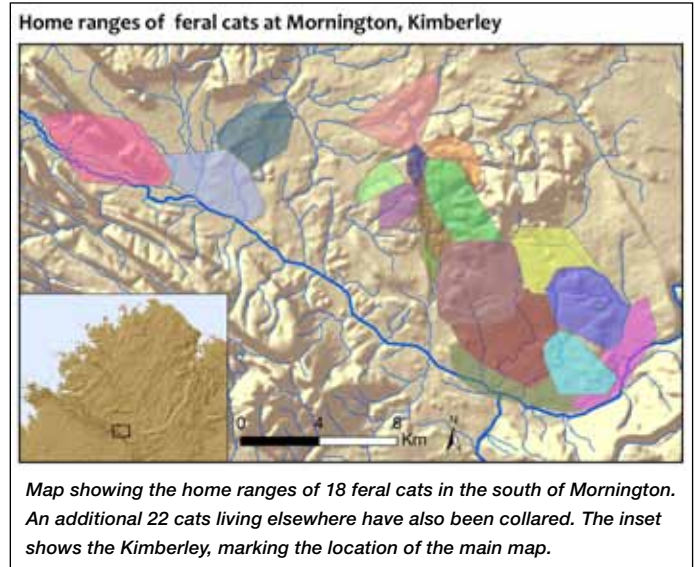 Home ranges of feral cats at Mornington, Kimberley
0 4 8
Km
N
Map showing the home ranges of 18 feral cats in the south of Mornington.
An additional 22 cats living elsewhere have also been collared. The inset
shows the Kimberley, marking the location of the main map.